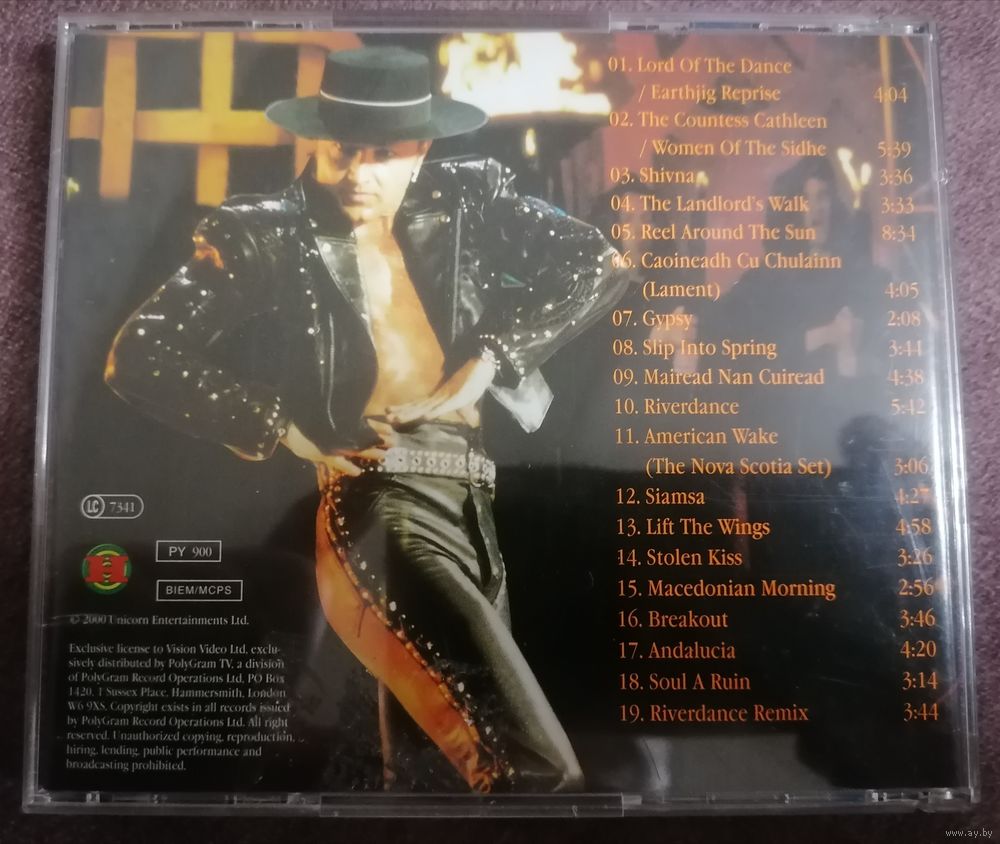 01. Lord Of The Dance
/ Earthjig Reprise 4:04
02. The Countess Cathleen
/ Women Of The Sidhe 5:39
03. Shivna 3:36
04. The Landlord's Walk 3:33
05. Reel Around The Sun 8:34
06. Caoineadh Cu Chulainn
(Lament) 4:05
07. Gypsy 2:08
08. Slip Into Spring 3:44
09. Mairead Nan Cuiread 4:38
10. Riverdance 5:42
11. American Wake
(The Nova Scotia Set) 3:06
12. Siamsa 4:27
13. Lift The Wings 4:58
14. Stolen Kiss 3:26
15. Macedonian Morning 2:56
16. Breakout 3:46
17. Andalucia 4:20
18. Soul A Ruin 3:14
19. Riverdance Remix 3:44
LC 7341
H
PY 900
BIEM/MCPS
© 2000 Unicorn Entertainments Ltd.
Exclusive license to Vision Video Ltd. exclu-
sively distributed by PolyGram TV, a division
of PolyGram Record Operations Ltd, PO Box
1420, 1 Sussex Place, Hammersmith, London
W6 9XS. Copyright exists in all records issued
by PolyGram Record Operations Ltd. All right
reserved. Unauthorized copying, reproduction,
hiring, lending, public performance and
broadcasting prohibited.
www.ay.by